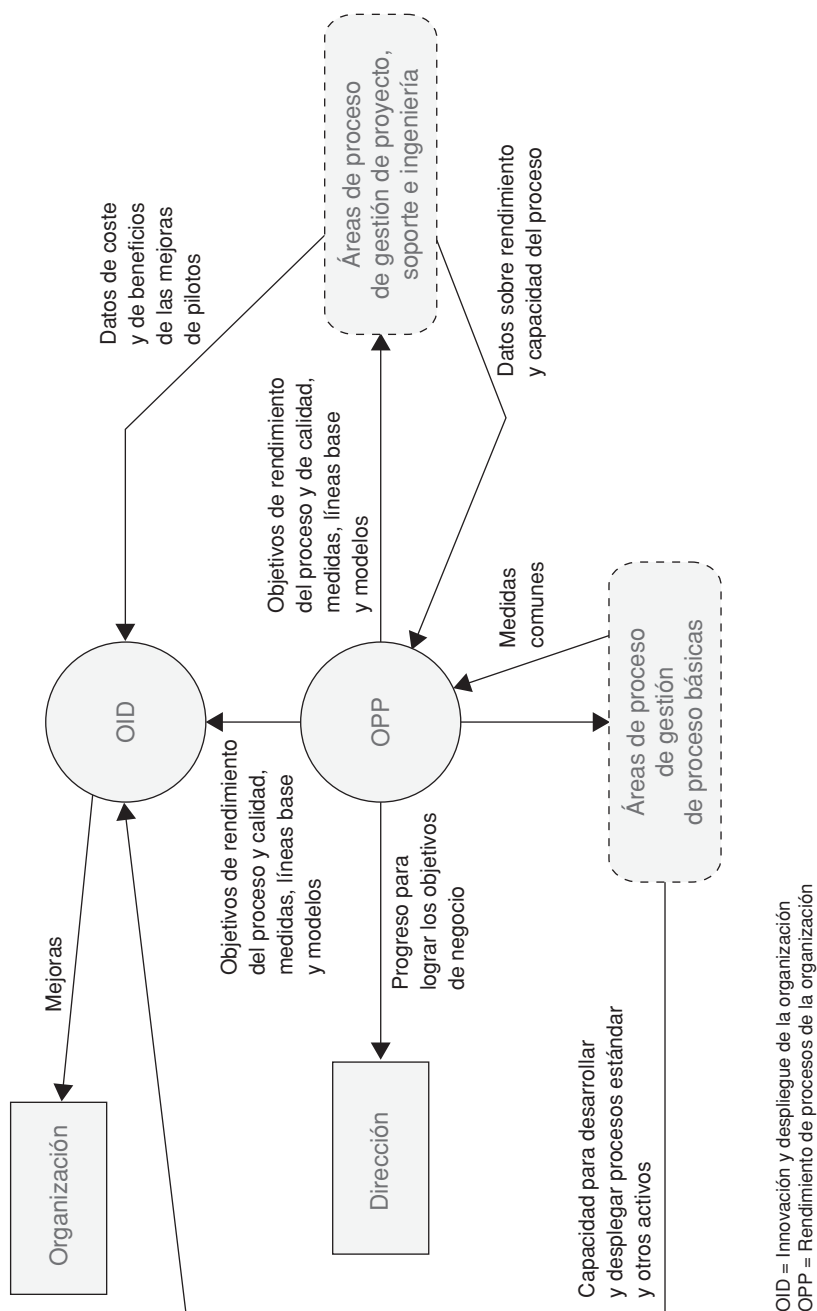 Organización
Mejoras
OID
Datos de coste
y de beneficios
de las mejoras
de pilotos
Objetivos de rendimiento
del proceso y calidad,
medidas, líneas base
y modelos
Dirección
Progreso para
lograr los objetivos
de negocio
OPP
Objetivos de rendimiento
del proceso y de calidad,
medidas, líneas base
y modelos
Áreas de proceso
de gestión de proyecto,
soporte e ingeniería
Datos sobre rendimiento
y capacidad del proceso
Medidas
comunes
Capacidad para desarrollar
y desplegar procesos estándar
y otros activos
Áreas de proceso
de gestión
de proceso básicas
OID = Innovación y despliegue de la organización
OPP = Rendimiento de procesos de la organización